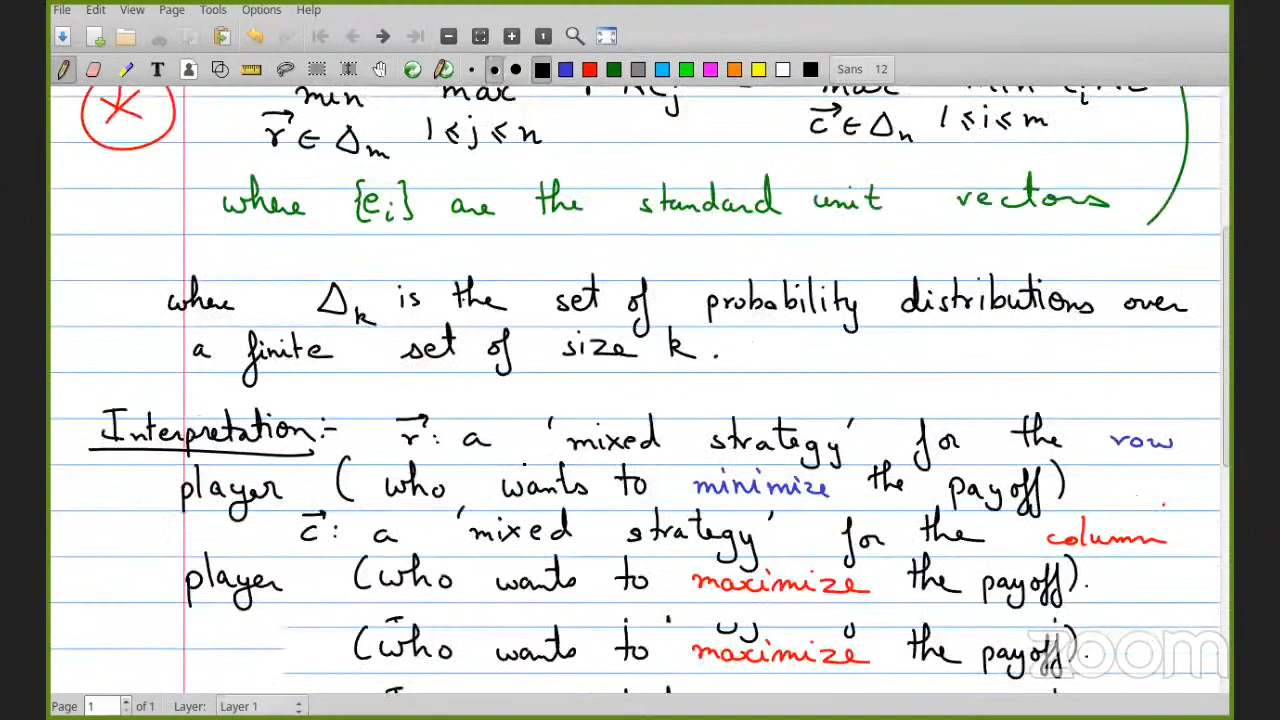 File Edit View Page Tools Options Help
Sans 12
min max
r⃗ ∈ Δₘ 1 ≤ j ≤ n c⃗ ∈ Δₙ 1 ≤ i ≤ m
where {eᵢ} are the standard unit vectors
where Δₖ is the set of probability distributions over
a finite set of size k.
Interpretation:- r⃗: a 'mixed strategy' for the row
player (who wants to minimize the payoff)
c⃗: a 'mixed strategy' for the column
player (who wants to maximize the payoff).
(who wants to maximize the payoff).
zoom
Page 1 of 1 Layer: Layer 1